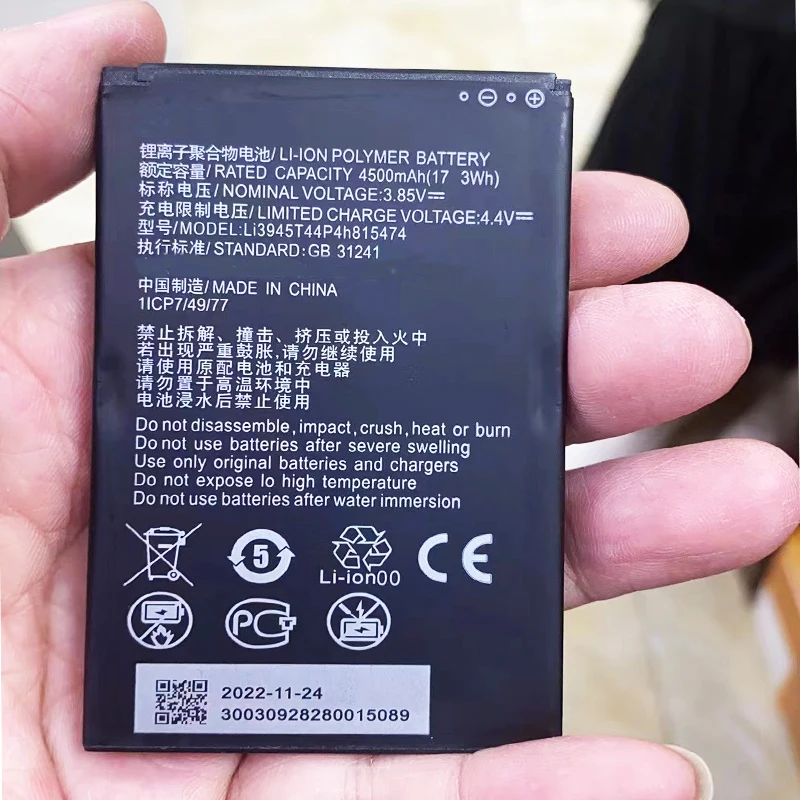 锂离子聚合物电池/ LI-ION POLYMER BATTERY
额定容量/ RATED CAPACITY 4500mAh(17 3Wh)
标称电压/ NOMINAL VOLTAGE:3.85V⎓
充电限制电压/ LIMITED CHARGE VOLTAGE:4.4V⎓
型号/MODEL:Li3945T44P4h815474
执行标准/ STANDARD:GB 31241
中国制造/ MADE IN CHINA
1ICP7/49/77
禁止拆解、撞击、挤压或投入火中
若出现严重鼓胀,请勿继续使用
请使用原配电池和充电器
请勿置于高温环境中
电池浸水后禁止使用
Do not disassemble, impact, crush, heat or burn
Do not use batteries after severe swelling
Use only original batteries and chargers
Do not expose lo high temperature
Do not use batteries after water immersion
5
Li-ion00
CE
PCT
2022-11-24
30030928280015089